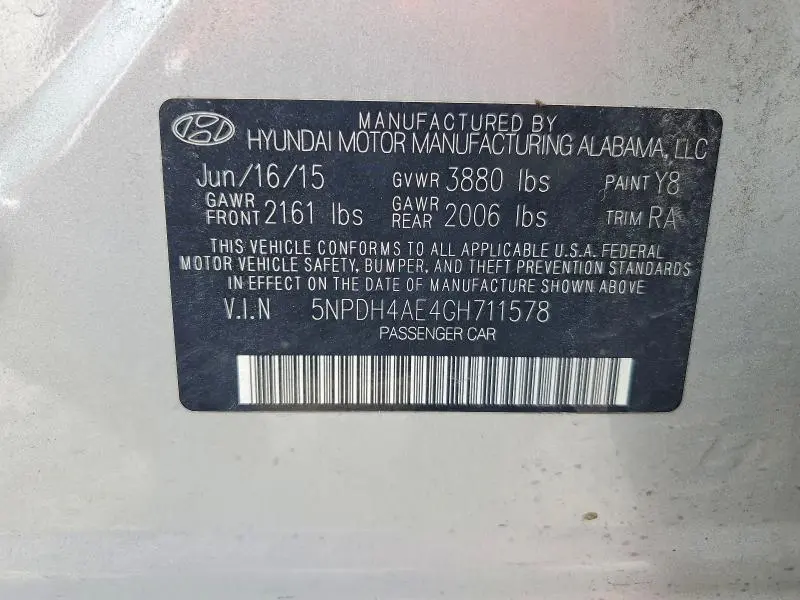 MANUFACTURED BY
HYUNDAI MOTOR MANUFACTURING ALABAMA, LLC
Jun/16/15 GVWR 3880 lbs PAINT Y8
GAWR FRONT 2161 lbs GAWR REAR 2006 lbs TRIM RA
THIS VEHICLE CONFORMS TO ALL APPLICABLE U.S.A. FEDERAL
MOTOR VEHICLE SAFETY, BUMPER, AND THEFT PREVENTION STANDARDS
IN EFFECT ON THE DATE OF MANUFACTURE SHOWN ABOVE
V.I.N 5NPDH4AE4GH711578
PASSENGER CAR